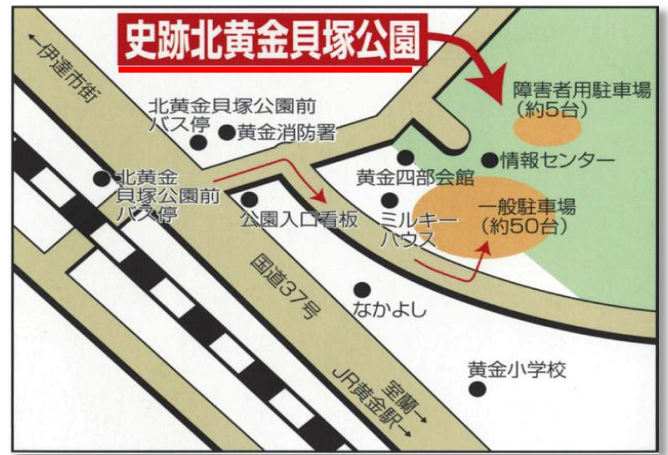 史跡北黄金貝塚公園
←伊達市街
障害者用駐車場
（約5台）
北黄金貝塚公園前
バス停
黄金消防署
情報センター
黄金四部会館
北黄金
貝塚公園前
バス停
公園入口看板
ミルキー
ハウス
一般駐車場
（約50台）
国道37号
なかよし
黄金小学校
室蘭→
JR黄金駅→